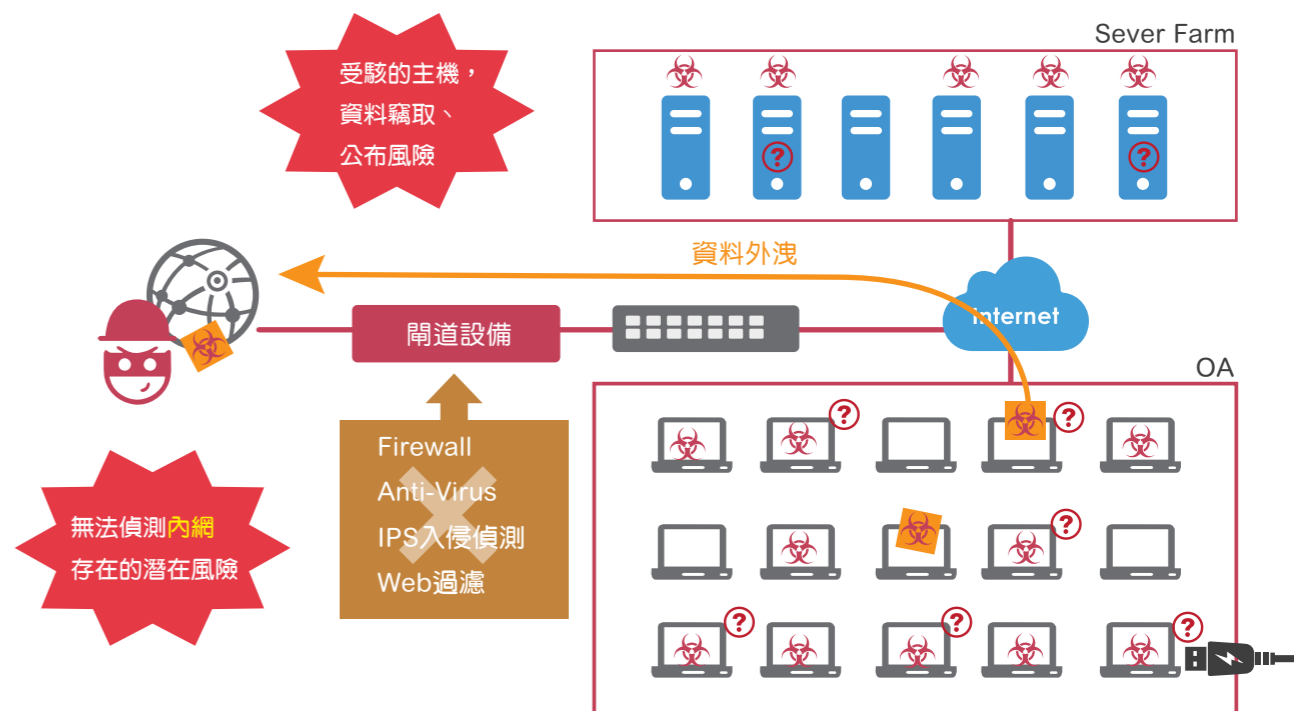 Sever Farm
受駭的主機，
資料竊取、
公布風險
資料外洩
Internet
閘道設備
OA
Firewall
Anti-Virus
IPS入侵偵測
Web過濾
無法偵測內網
存在的潛在風險
?
?
?
?
?
?
?
?